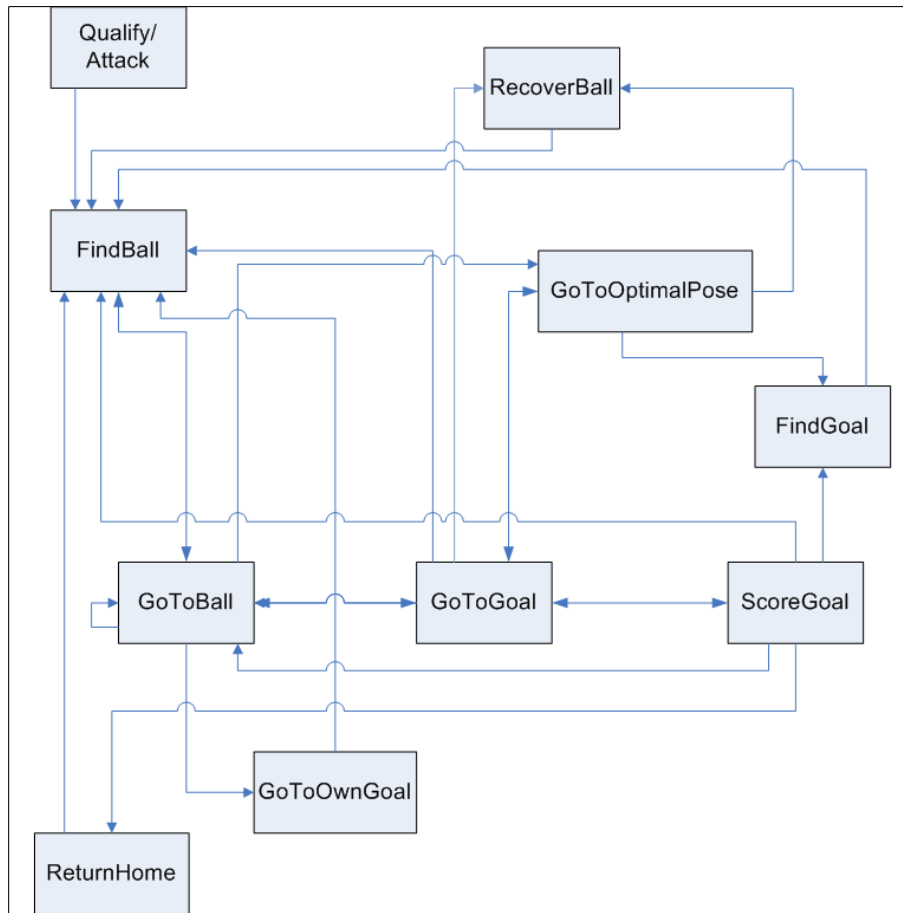 Qualify/
Attack
RecoverBall
FindBall
GoToOptimalPose
FindGoal
GoToBall
GoToGoal
ScoreGoal
GoToOwnGoal
ReturnHome